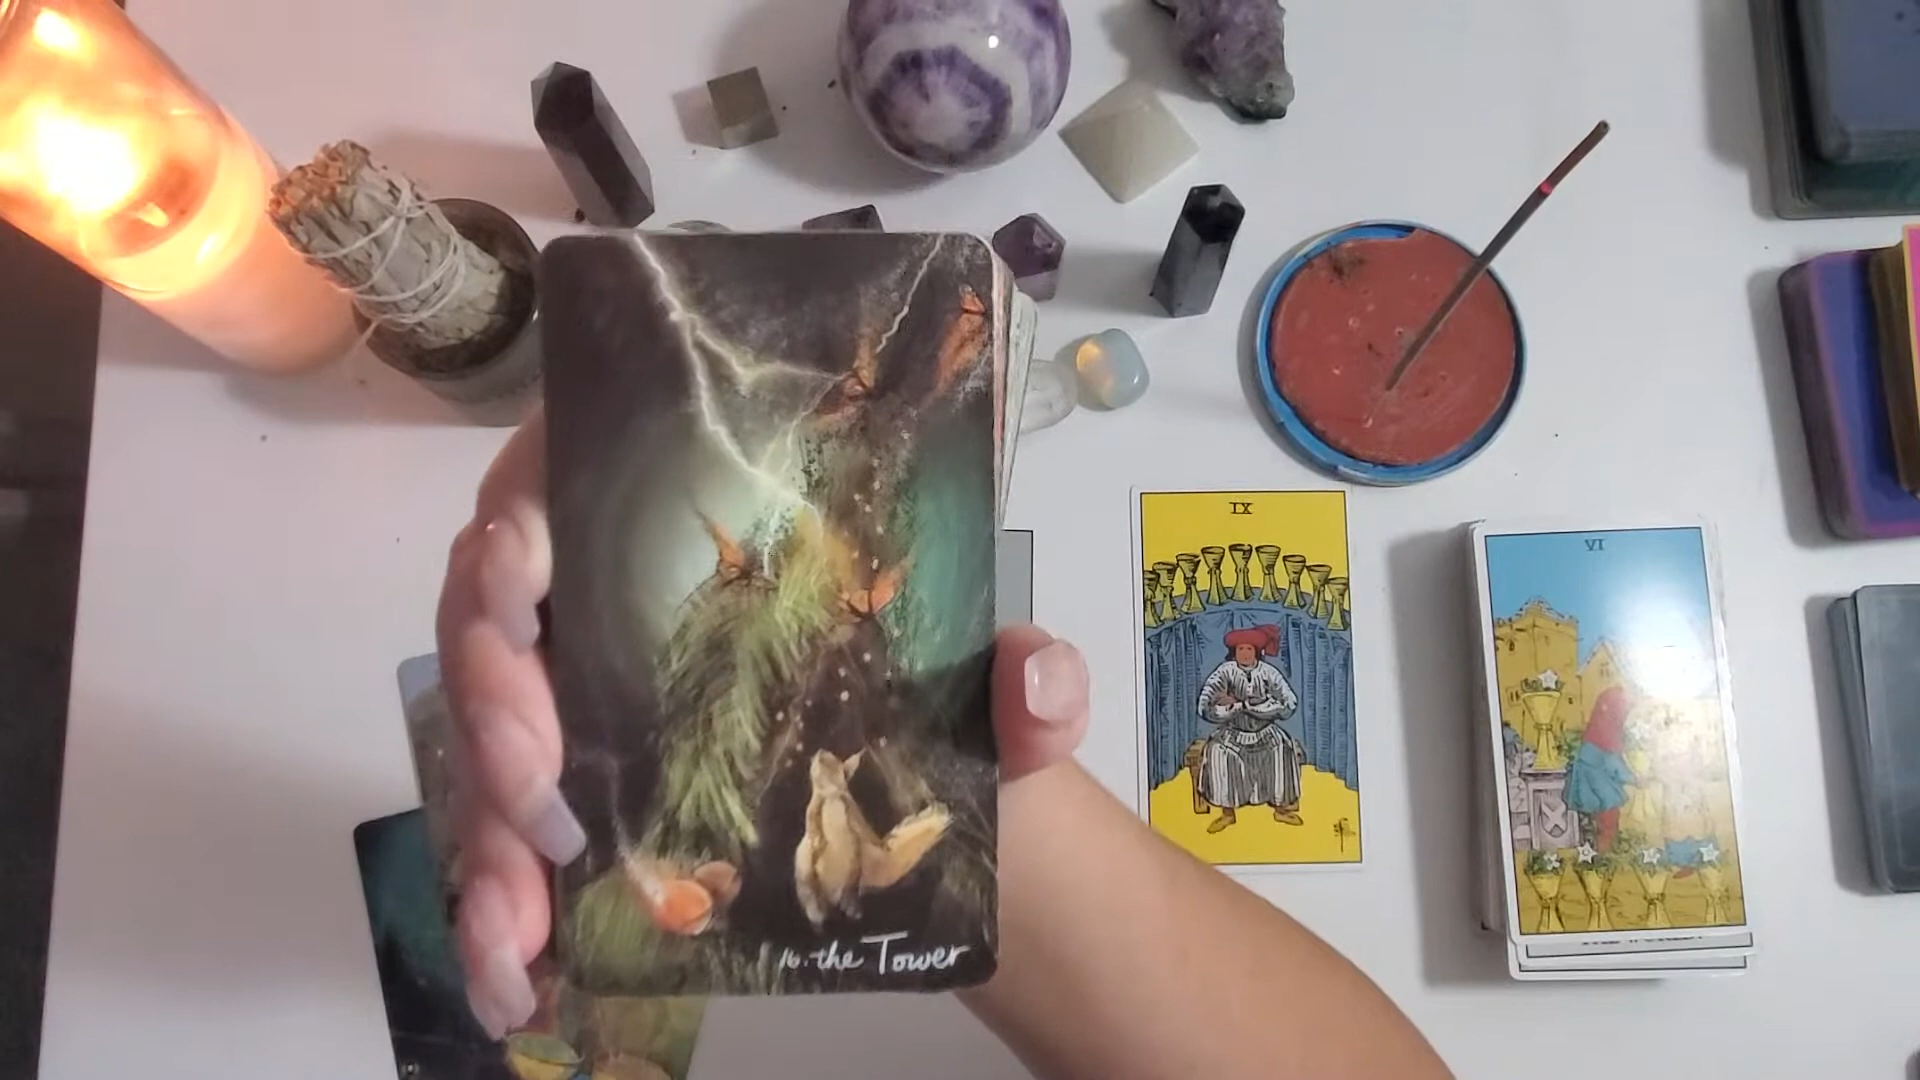 16. the Tower
IX
VI